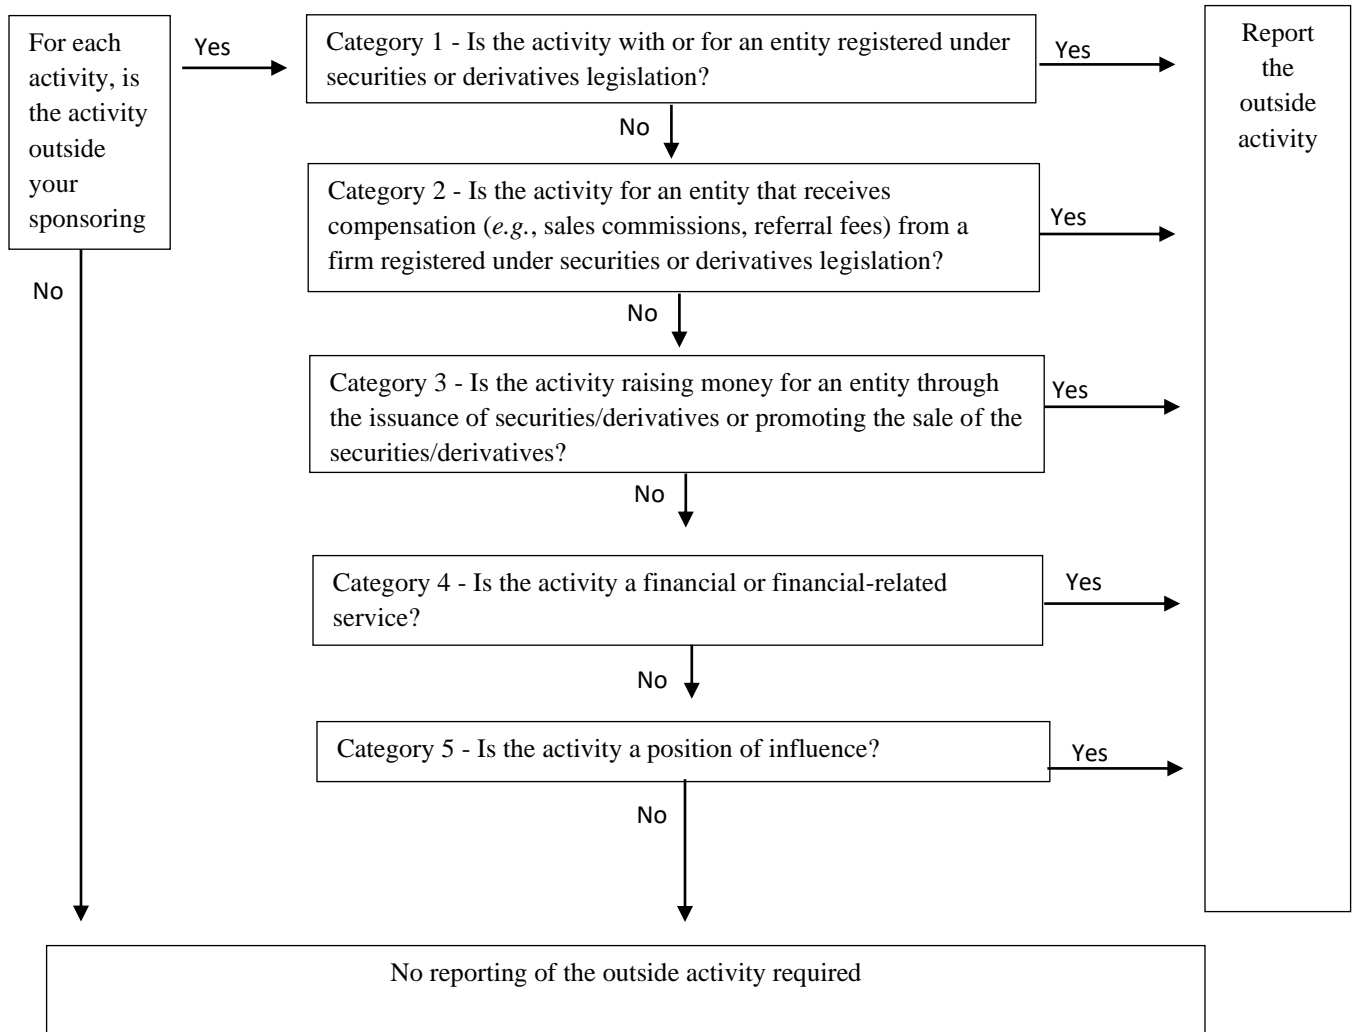 For each
activity, is
the activity
outside
your
sponsoring
Yes
No
Category 1 - Is the activity with or for an entity registered under
securities or derivatives legislation?
Yes
No
Category 2 - Is the activity for an entity that receives
compensation (e.g., sales commissions, referral fees) from a
firm registered under securities or derivatives legislation?
Yes
No
Category 3 - Is the activity raising money for an entity through
the issuance of securities/derivatives or promoting the sale of the
securities/derivatives?
Yes
No
Category 4 - Is the activity a financial or financial-related
service?
Yes
No
Category 5 - Is the activity a position of influence?
Yes
No
Report
the
outside
activity
No reporting of the outside activity required